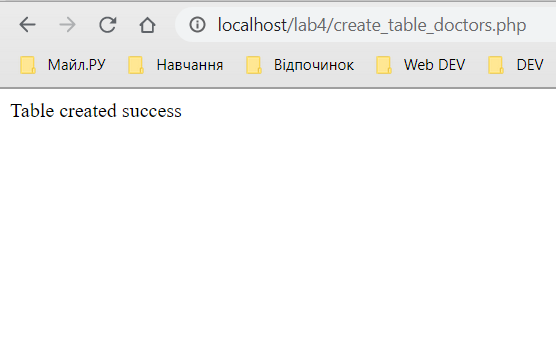 localhost/lab4/create_table_doctors.php
Майл.РУ Навчання Відпочинок Web DEV DEV
Table created success